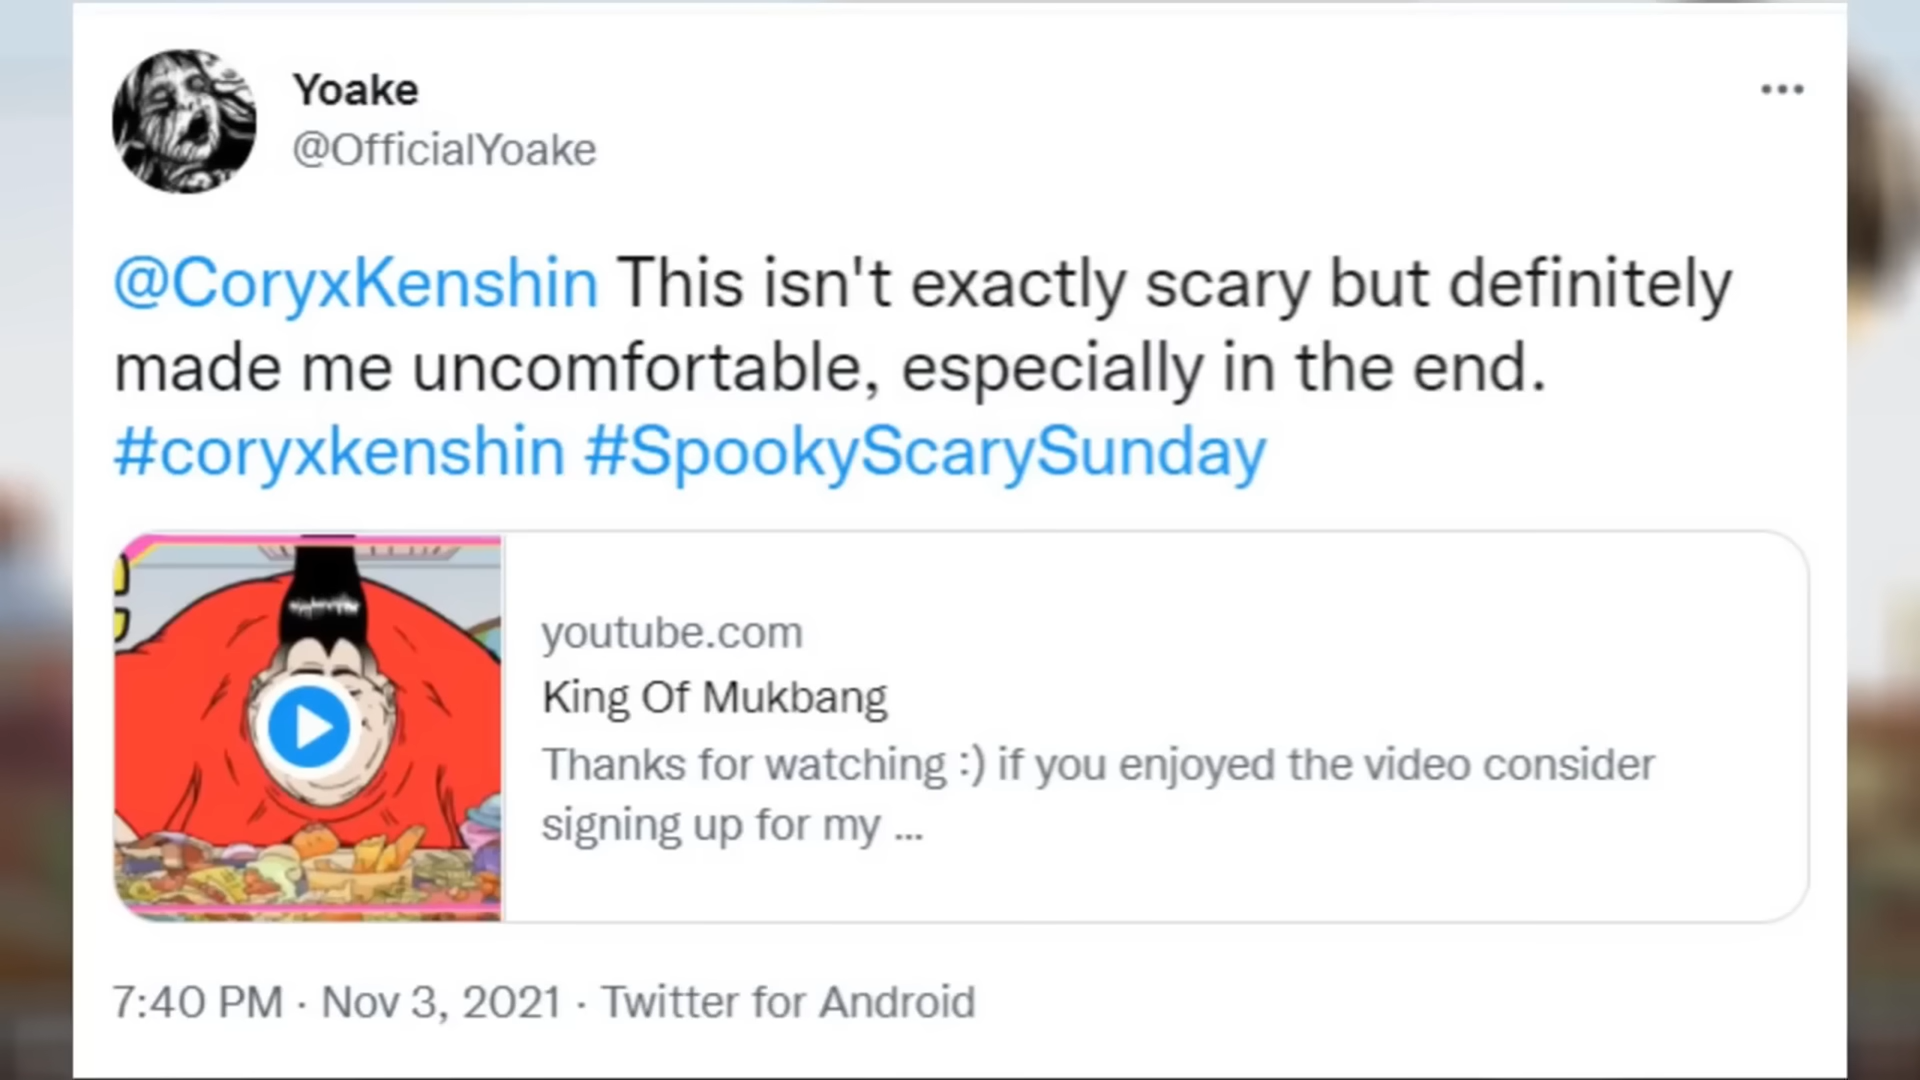 Yoake
@OfficialYoake
@CoryxKenshin This isn't exactly scary but definitely
made me uncomfortable, especially in the end.
#coryxkenshin #SpookyScarySunday
youtube.com
King Of Mukbang
Thanks for watching :) if you enjoyed the video consider
signing up for my ...
7:40 PM · Nov 3, 2021 · Twitter for Android